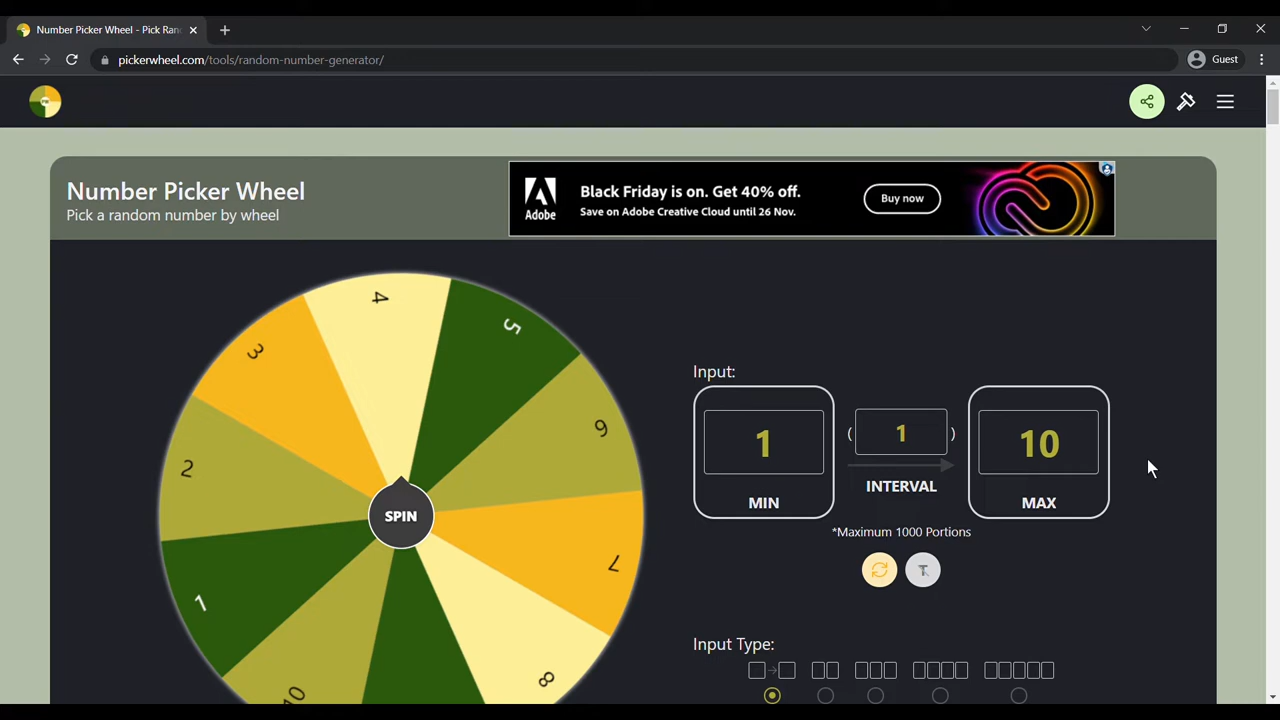 Number Picker Wheel - Pick Ran
pickerwheel.com/tools/random-number-generator/
Guest
Number Picker Wheel
Pick a random number by wheel
Adobe
Black Friday is on. Get 40% off.
Save on Adobe Creative Cloud until 26 Nov.
Buy now
4
5
3
6
2
7
1
8
10
SPIN
Input:
1
MIN
( 1 )
INTERVAL
10
MAX
*Maximum 1000 Portions
T
Input Type: